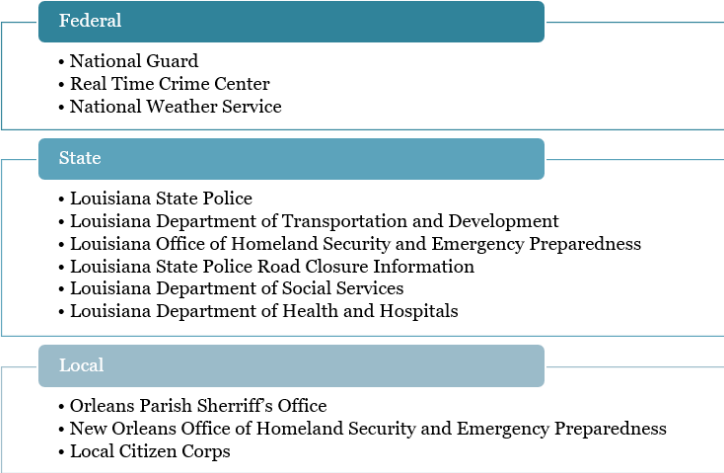 Federal
• National Guard
• Real Time Crime Center
• National Weather Service
State
• Louisiana State Police
• Louisiana Department of Transportation and Development
• Louisiana Office of Homeland Security and Emergency Preparedness
• Louisiana State Police Road Closure Information
• Louisiana Department of Social Services
• Louisiana Department of Health and Hospitals
Local
• Orleans Parish Sherriff's Office
• New Orleans Office of Homeland Security and Emergency Preparedness
• Local Citizen Corps